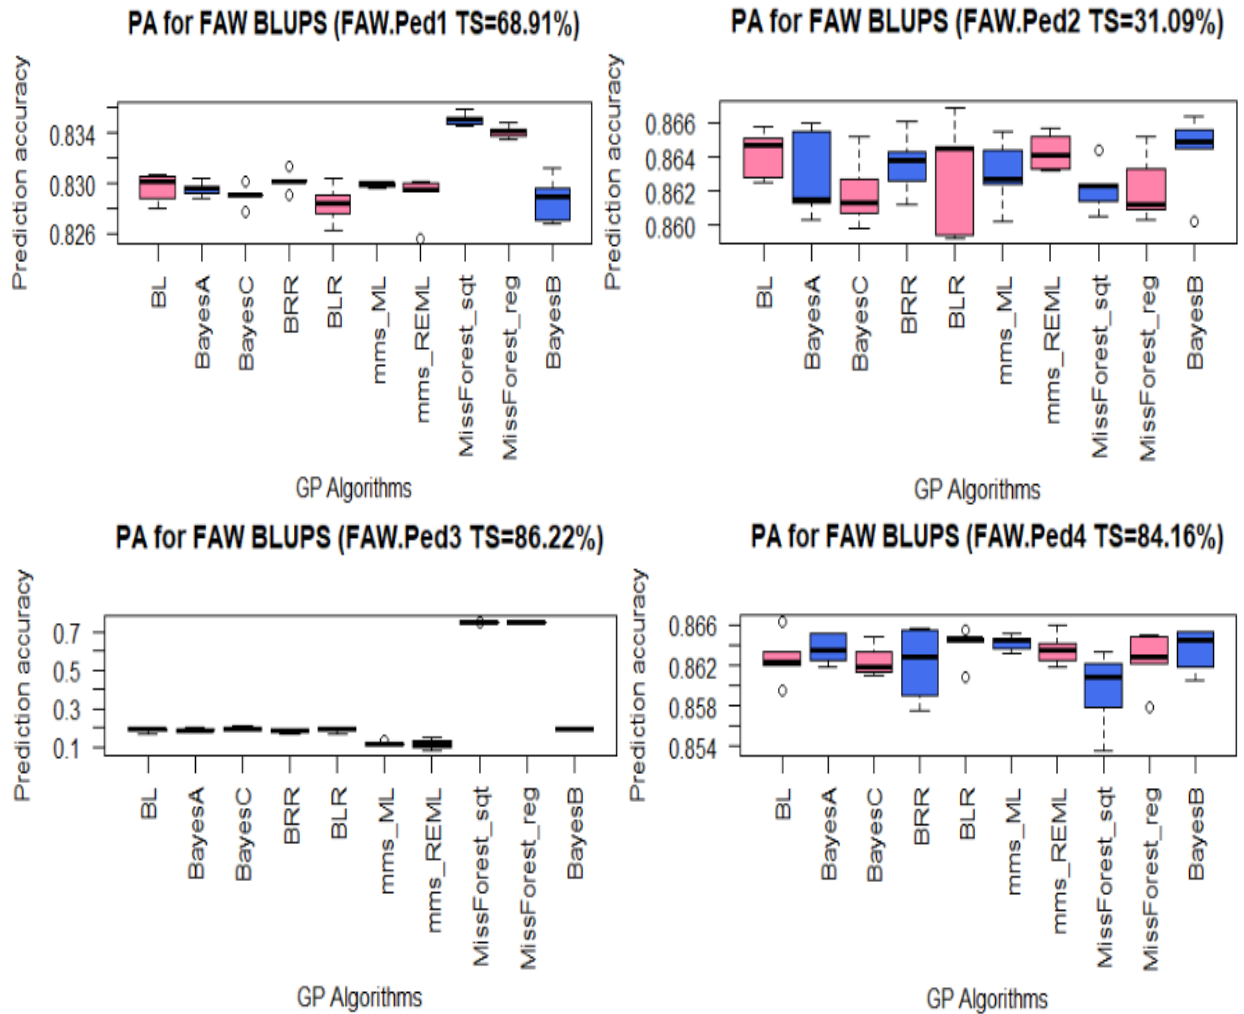 PA for FAW BLUPS (FAW.Ped1 TS=68.91%)
Prediction accuracy
0.834
0.830
0.826
BL
BayesA
BayesC
BRR
BLR
mms_ML
mms_REML
MissForest_sqt
MissForest_reg
BayesB
GP Algorithms
PA for FAW BLUPS (FAW.Ped2 TS=31.09%)
Prediction accuracy
0.866
0.864
0.862
0.860
BL
BayesA
BayesC
BRR
BLR
mms_ML
mms_REML
MissForest_sqt
MissForest_reg
BayesB
GP Algorithms
PA for FAW BLUPS (FAW.Ped3 TS=86.22%)
Prediction accuracy
0.7
0.5
0.3
0.1
BL
BayesA
BayesC
BRR
BLR
mms_ML
mms_REML
MissForest_sqt
MissForest_reg
BayesB
GP Algorithms
PA for FAW BLUPS (FAW.Ped4 TS=84.16%)
Prediction accuracy
0.866
0.862
0.858
0.854
BL
BayesA
BayesC
BRR
BLR
mms_ML
mms_REML
MissForest_sqt
MissForest_reg
BayesB
GP Algorithms